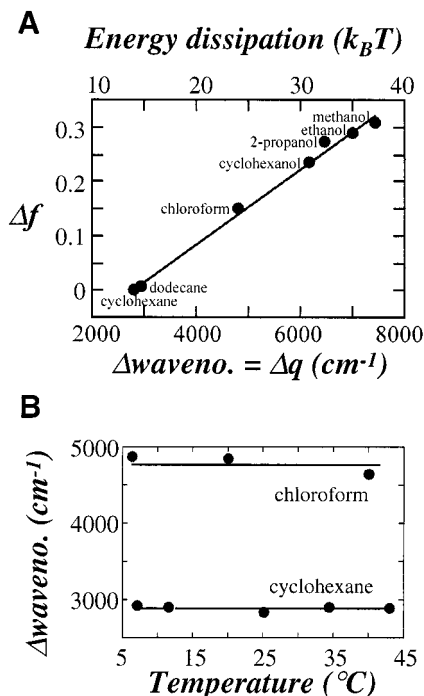 A
Energy dissipation (kBT)
10 20 30 40
methanol
ethanol
2-propanol
cyclohexanol
chloroform
dodecane
cyclohexane
Δf
0.3
0.2
0.1
0
2000 4000 6000 8000
Δwaveno. = Δq (cm-1)
B
Δwaveno. (cm-1)
5000
4000
3000
chloroform
cyclohexane
5 15 25 35 45
Temperature (°C)